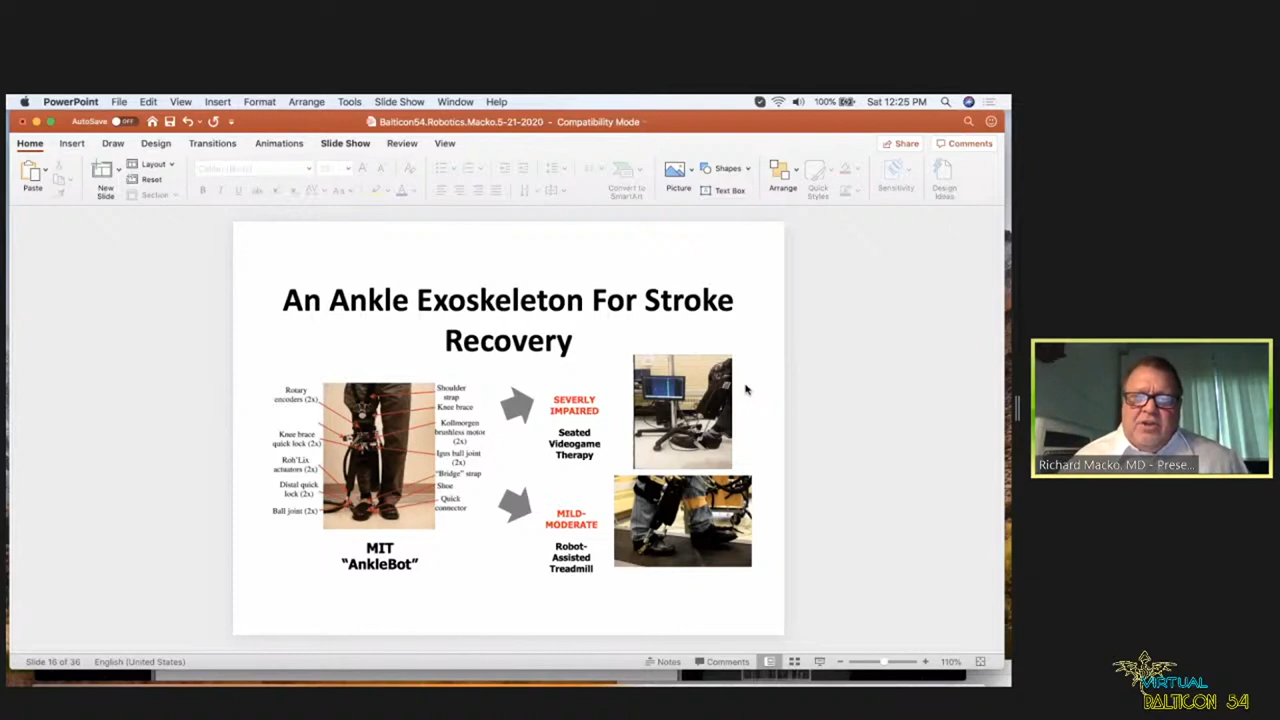 PowerPoint File Edit View Insert Format Arrange Tools Slide Show Window Help 100% Sat 12:25 PM
AutoSave OFF Balticon54.Robotics.Macko.5-21-2020 - Compatibility Mode
Home Insert Draw Design Transitions Animations Slide Show Review View Share Comments
Paste
New
Slide
Layout
Reset
Section
Convert to
SmartArt
Picture
Shapes
Text Box
Arrange
Quick
Styles
Sensitivity
Design
Ideas
An Ankle Exoskeleton For Stroke
Recovery
Rotary
encoders (2x)
Knee brace
quick lock (2x)
Roh'Lix
actuators (2x)
Distal quick
lock (2x)
Ball joint (2x)
Shoulder
strap
Knee brace
Kollmorgen
brushless motor
(2x)
Igus ball joint
(2x)
"Bridge" strap
Shoe
Quick
connector
MIT
“AnkleBot”
SEVERLY
IMPAIRED
Seated
Videogame
Therapy
MILD-
MODERATE
Robot-
Assisted
Treadmill
Richard Macko, MD - Prese...
Slide 16 of 36 English (United States) Notes Comments 110%
VIRTUAL
BALTICON 54